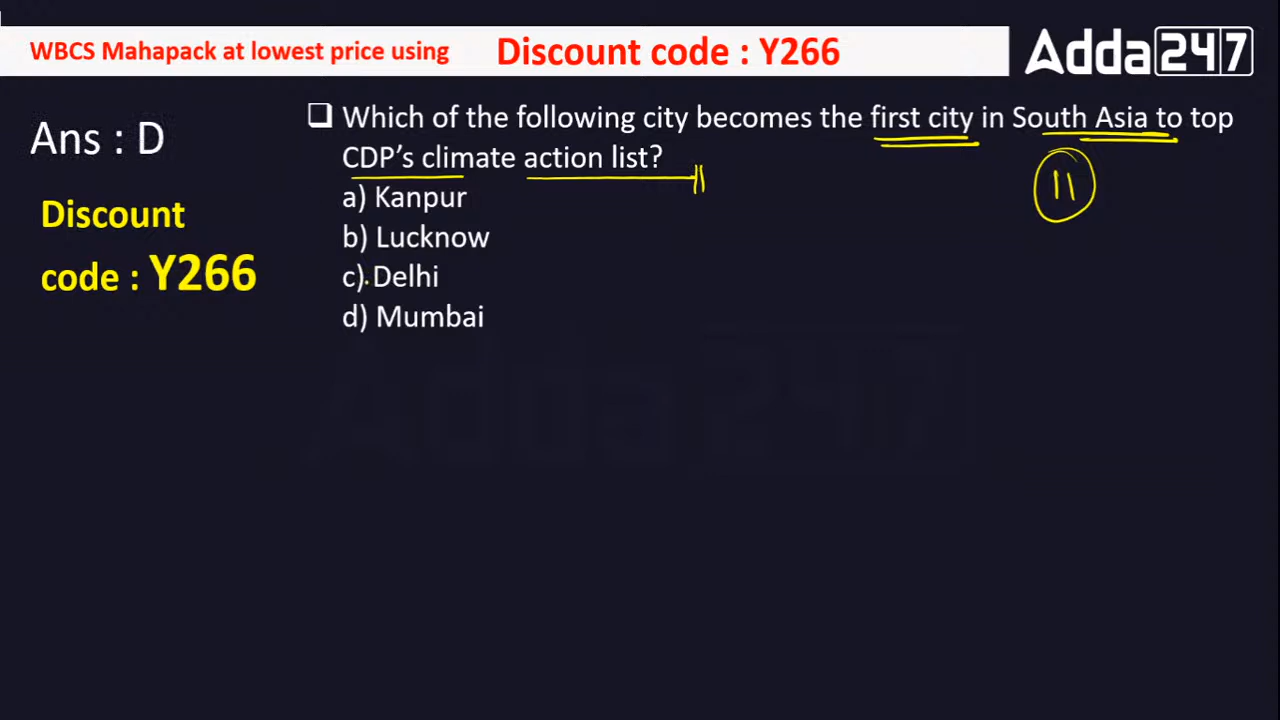 WBCS Mahapack at lowest price using Discount code : Y266
Adda247
Ans : D
Discount
code : Y266
❑ Which of the following city becomes the first city in South Asia to top
CDP’s climate action list?
a) Kanpur
b) Lucknow
c) Delhi
d) Mumbai
11
Adda247